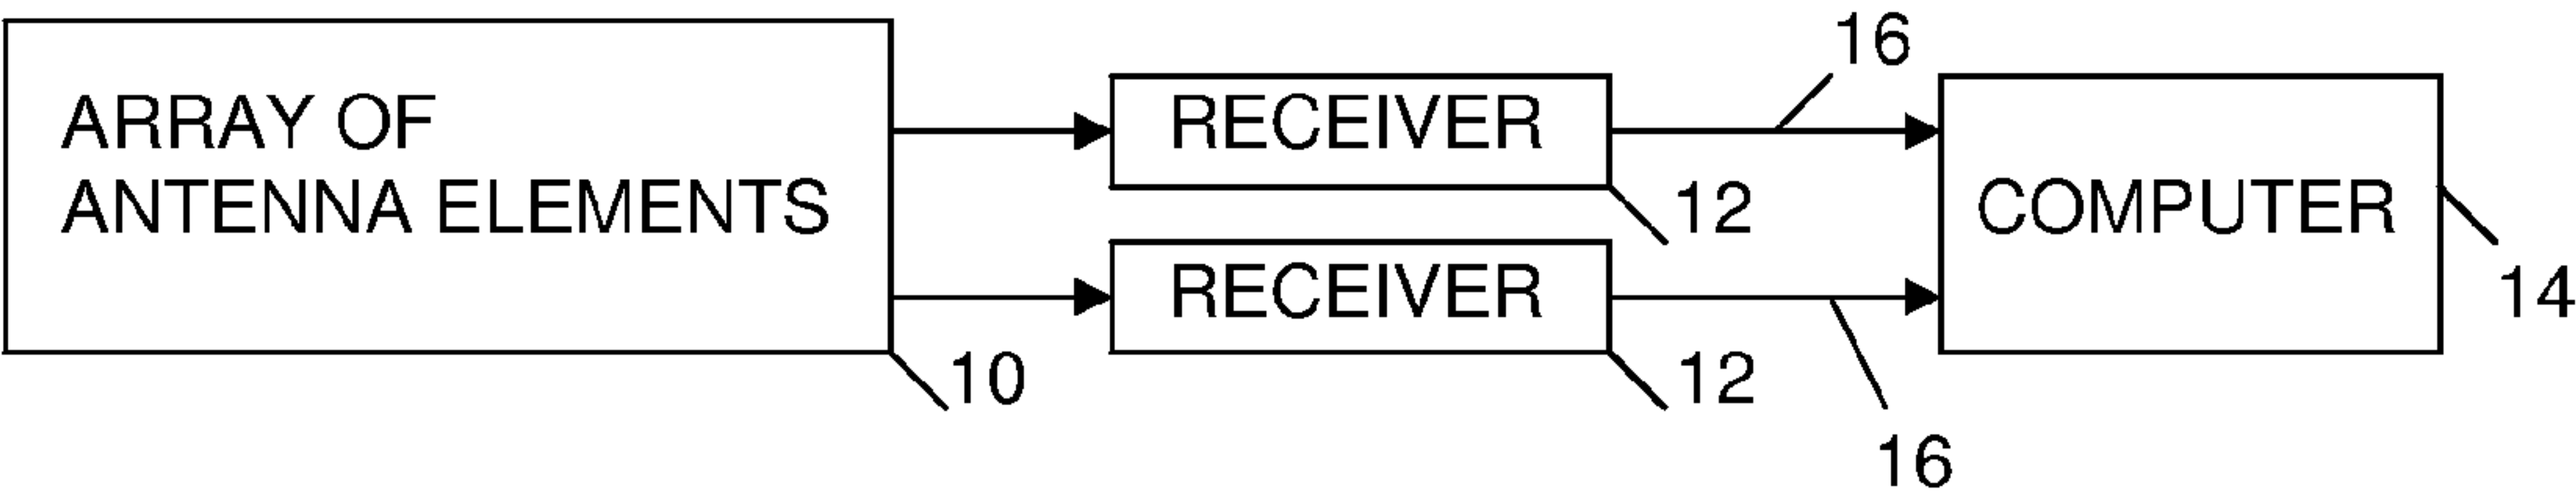 ARRAY OF
ANTENNA ELEMENTS
10
RECEIVER
12
RECEIVER
12
16
16
COMPUTER
14